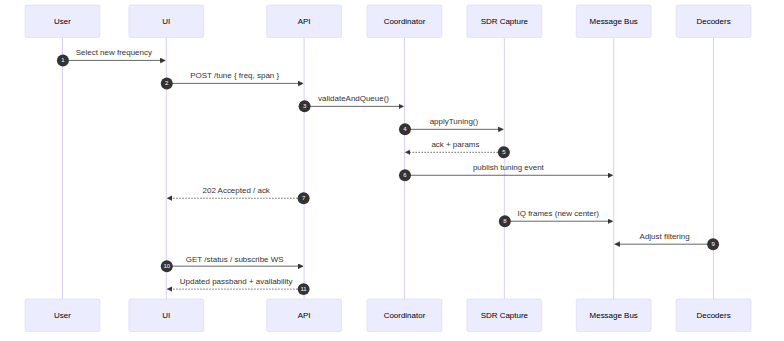 User UI API Coordinator SDR Capture Message Bus Decoders
1 Select new frequency
2 POST /tune { freq, span }
3 validateAndQueue()
4 applyTuning()
5 ack + params
6 publish tuning event
7 202 Accepted / ack
8 IQ frames (new center)
9 Adjust filtering
10 GET /status / subscribe WS
11 Updated passband + availability
User UI API Coordinator SDR Capture Message Bus Decoders